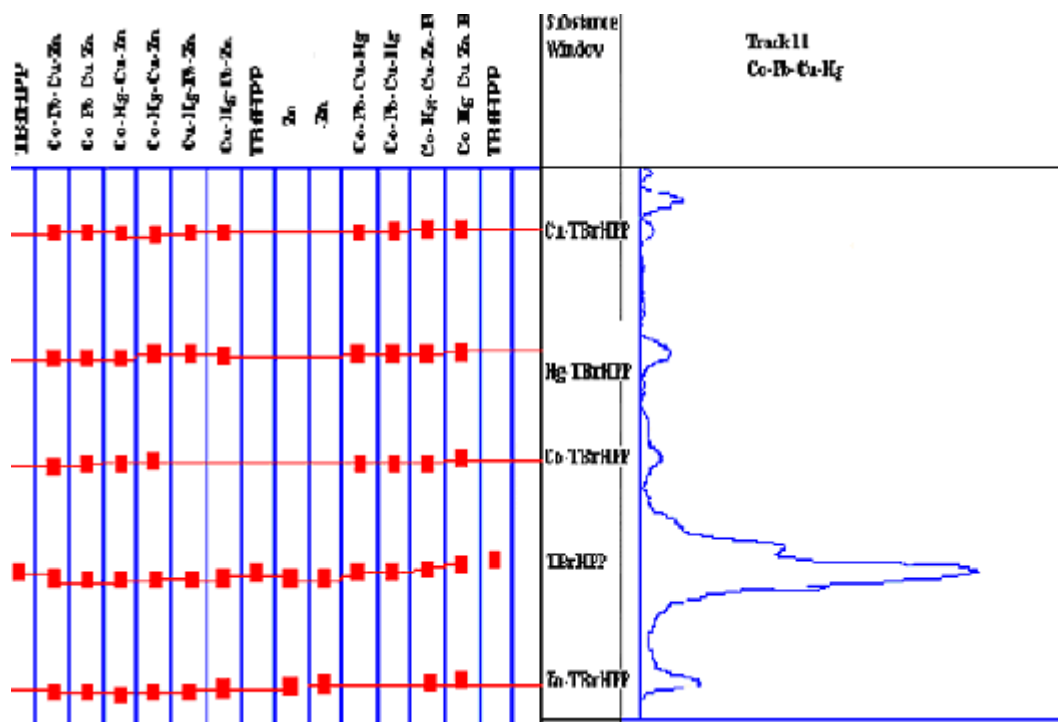 TBrHPP
Co-Pb-Cu-Zn
Co Pb Cu Zn
Co-Hg-Cu-Zn
Co-Hg-Cu-Zn
Cu-Hg-Pb-Zn
Cu-Hg-Pb-Zn
TBrHPP
Zn
Zn
Co-Pb-Cu-Hg
Co-Pb-Cu-Hg
Co-Hg-Cu-Zn-P
Co Hg Cu Zn P
TBrHPP
Substance
Window
Track 11
Co-Pb-Cu-Hg
Cu-TBrHPP
Hg-TBrHPP
Co-TBrHPP
TBrHPP
Zn-TBrHPP